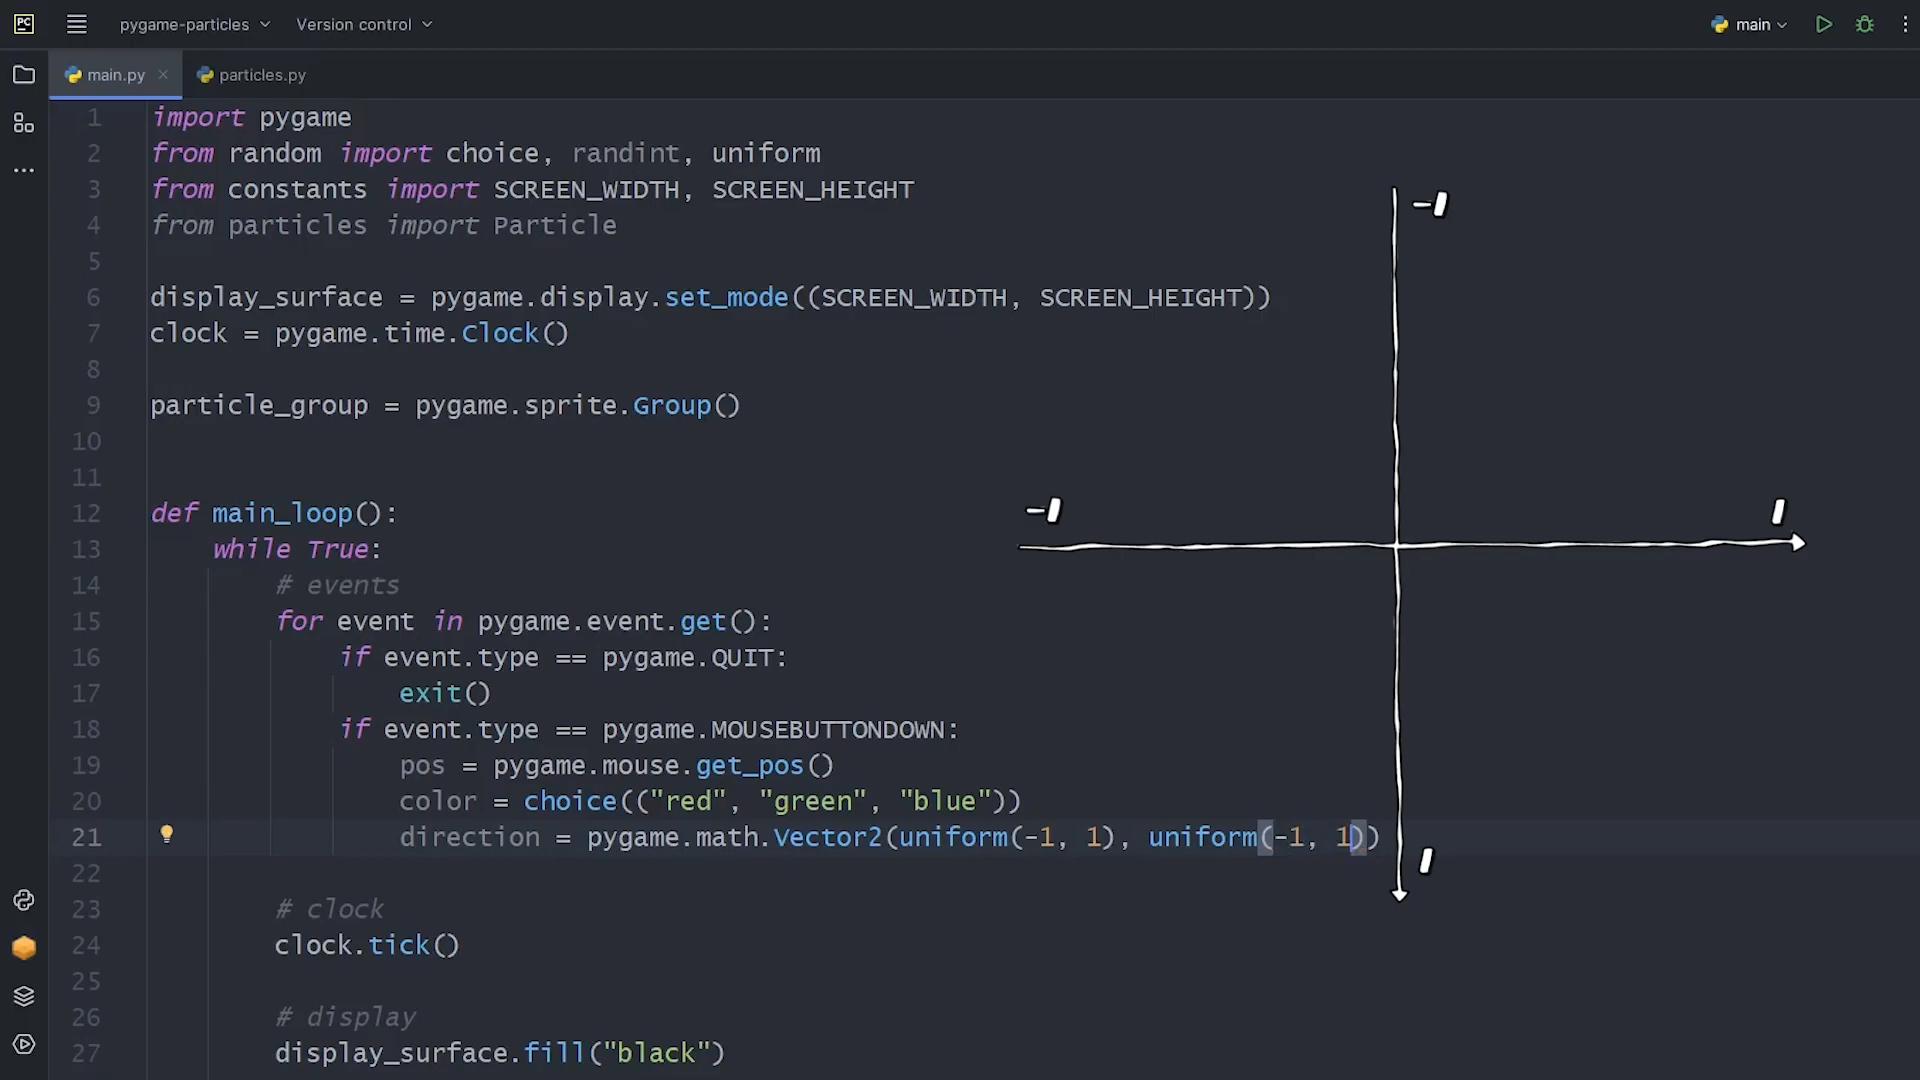 PC pygame-particles Version control main
main.py particles.py
1 import pygame
2 from random import choice, randint, uniform
3 from constants import SCREEN_WIDTH, SCREEN_HEIGHT
4 from particles import Particle
5
6 display_surface = pygame.display.set_mode((SCREEN_WIDTH, SCREEN_HEIGHT))
7 clock = pygame.time.Clock()
8
9 particle_group = pygame.sprite.Group()
10
11
12 def main_loop():
13 while True:
14 # events
15 for event in pygame.event.get():
16 if event.type == pygame.QUIT:
17 exit()
18 if event.type == pygame.MOUSEBUTTONDOWN:
19 pos = pygame.mouse.get_pos()
20 color = choice(("red", "green", "blue"))
21 direction = pygame.math.Vector2(uniform(-1, 1), uniform(-1, 1))
22
23 # clock
24 clock.tick()
25
26 # display
27 display_surface.fill("black")
-1
-1 1
1